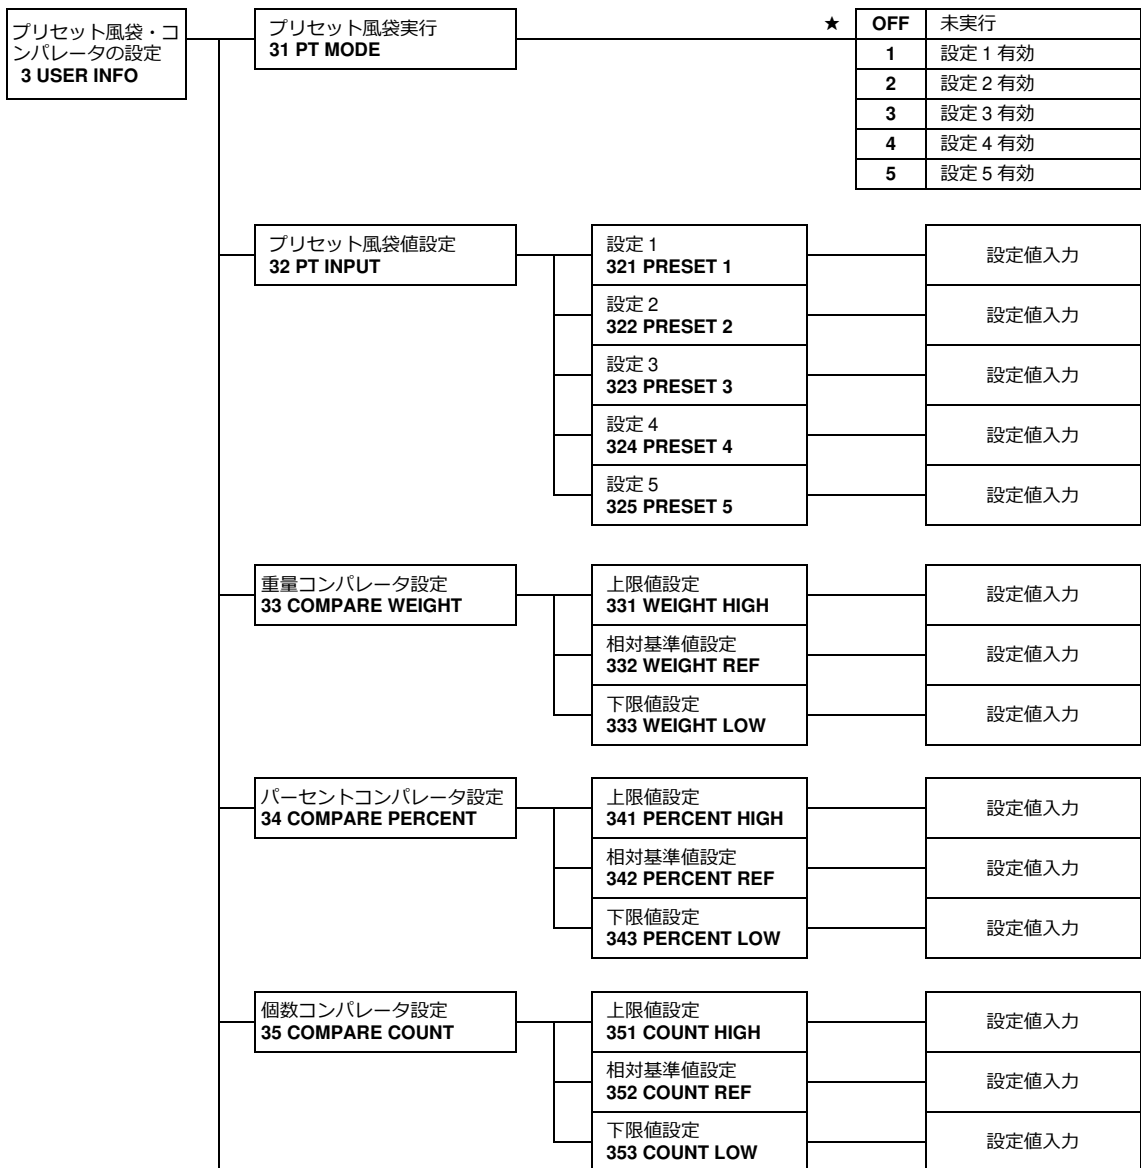 プリセット風袋・コ
ンパレータの設定
3 USER INFO
プリセット風袋実行
31 PT MODE
★
OFF 未実行
1 設定 1 有効
2 設定 2 有効
3 設定 3 有効
4 設定 4 有効
5 設定 5 有効
プリセット風袋値設定
32 PT INPUT
設定 1
321 PRESET 1
設定値入力
設定 2
322 PRESET 2
設定値入力
設定 3
323 PRESET 3
設定値入力
設定 4
324 PRESET 4
設定値入力
設定 5
325 PRESET 5
設定値入力
重量コンパレータ設定
33 COMPARE WEIGHT
上限値設定
331 WEIGHT HIGH
設定値入力
相対基準値設定
332 WEIGHT REF
設定値入力
下限値設定
333 WEIGHT LOW
設定値入力
パーセントコンパレータ設定
34 COMPARE PERCENT
上限値設定
341 PERCENT HIGH
設定値入力
相対基準値設定
342 PERCENT REF
設定値入力
下限値設定
343 PERCENT LOW
設定値入力
個数コンパレータ設定
35 COMPARE COUNT
上限値設定
351 COUNT HIGH
設定値入力
相対基準値設定
352 COUNT REF
設定値入力
下限値設定
353 COUNT LOW
設定値入力